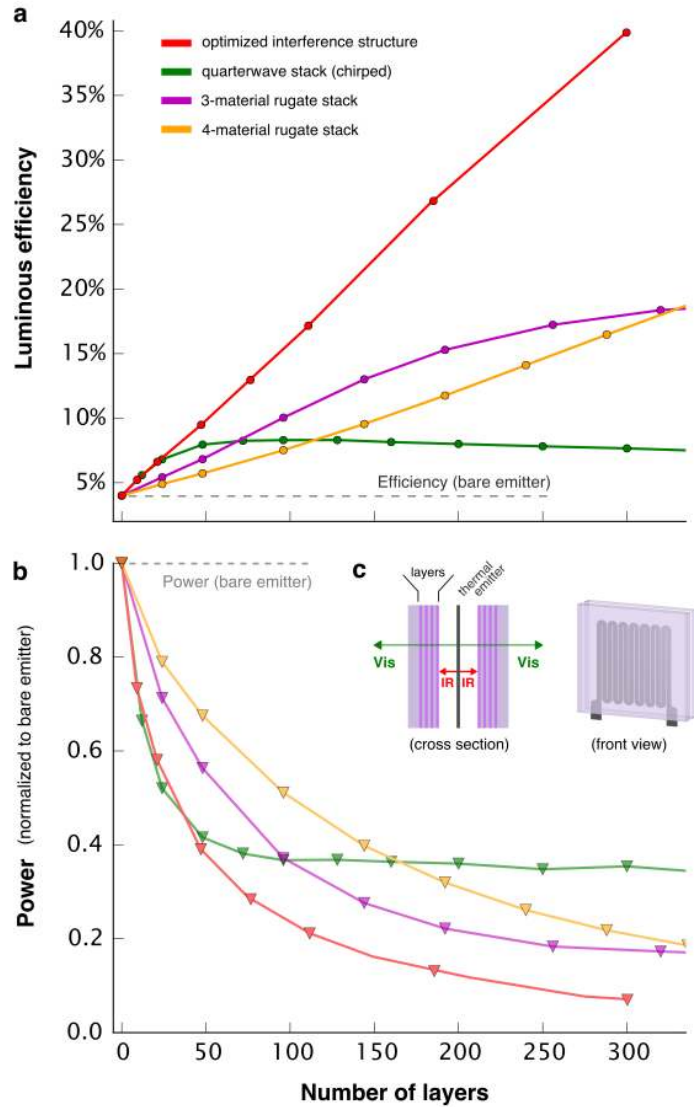 a
40%
35%
30%
25%
20%
15%
10%
5%
Luminous efficiency
optimized interference structure
quarterwave stack (chirped)
3-material rugate stack
4-material rugate stack
Efficiency (bare emitter)
b
1.0
0.8
0.6
0.4
0.2
0.0
Power (normalized to bare emitter)
Power (bare emitter)
c
layers
thermal emitter
Vis
IR
IR
Vis
(cross section)
(front view)
0
50
100
150
200
250
300
Number of layers